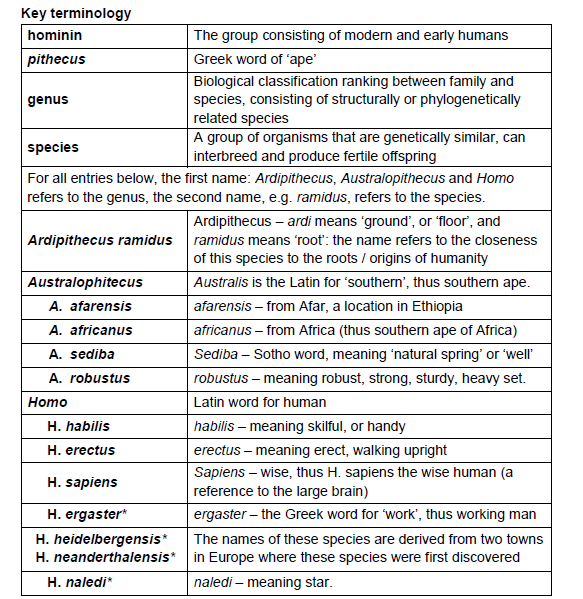 Key terminology
hominin
The group consisting of modern and early humans
pithecus
Greek word of ‘ape’
genus
Biological classification ranking between family and
species, consisting of structurally or phylogenetically
related species
species
A group of organisms that are genetically similar, can
interbreed and produce fertile offspring
For all entries below, the first name: Ardipithecus, Australopithecus and Homo
refers to the genus, the second name, e.g. ramidus, refers to the species.
Ardipithecus ramidus
Ardipithecus – ardi means ‘ground’, or ‘floor’, and
ramidus means ‘root’: the name refers to the closeness
of this species to the roots / origins of humanity
Australophitecus
Australis is the Latin for ‘southern’, thus southern ape.
A. afarensis
afarensis – from Afar, a location in Ethiopia
A. africanus
africanus – from Africa (thus southern ape of Africa)
A. sediba
Sediba – Sotho word, meaning ‘natural spring’ or ‘well’
A. robustus
robustus – meaning robust, strong, sturdy, heavy set.
Homo
Latin word for human
H. habilis
habilis – meaning skilful, or handy
H. erectus
erectus – meaning erect, walking upright
H. sapiens
Sapiens – wise, thus H. sapiens the wise human (a
reference to the large brain)
H. ergaster*
ergaster – the Greek word for ‘work’, thus working man
H. heidelbergensis*
H. neanderthalensis*
The names of these species are derived from two towns
in Europe where these species were first discovered
H. naledi*
naledi – meaning star.